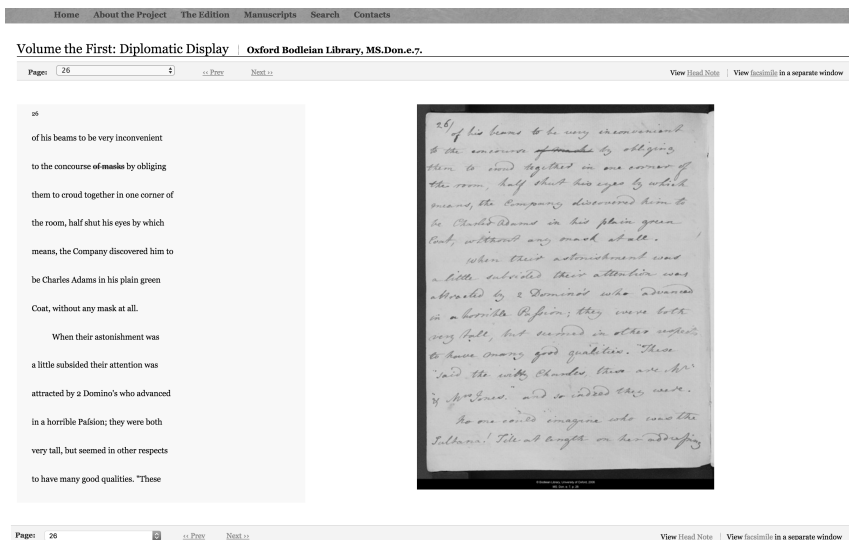 Home About the Project The Edition Manuscripts Search Contacts
Volume the First: Diplomatic Display | Oxford Bodleian Library, MS.Don.e.7.
Page: 26 ‹‹ Prev Next ›› View Head Note | View facsimile in a separate window
26
of his beams to be very inconvenient
to the concourse of masks by obliging
them to croud together in one corner of
the room, half shut his eyes by which
means, the Company discovered him to
be Charles Adams in his plain green
Coat, without any mask at all.
When their astonishment was
a little subsided their attention was
attracted by 2 Domino's who advanced
in a horrible Paſsion; they were both
very tall, but seemed in other respects
to have many good qualities. "These
26/
of his beams to be very inconvenient
to the concourse of masks by obliging
them to croud together in one corner of
the room, half shut his eyes by which
means, the Company discovered him to
be Charles Adams in his plain green
Coat, without any mask at all.
When their astonishment was
a little subsided their attention was
attracted by 2 Domino's who advanced
in a horrible Paſsion; they were both
very tall, but seemed in other respects
to have many good qualities. "These
"said the witty Charles, these are Mr
"& Mrs Jones." and so indeed they were.
No one could imagine who was the
Sultana! Till at length on her addreſsing
© Bodleian Library, University of Oxford, 2008
MS. Don. e. 7, p. 26
Page: 26 ‹‹ Prev Next ›› View Head Note | View facsimile in a separate window